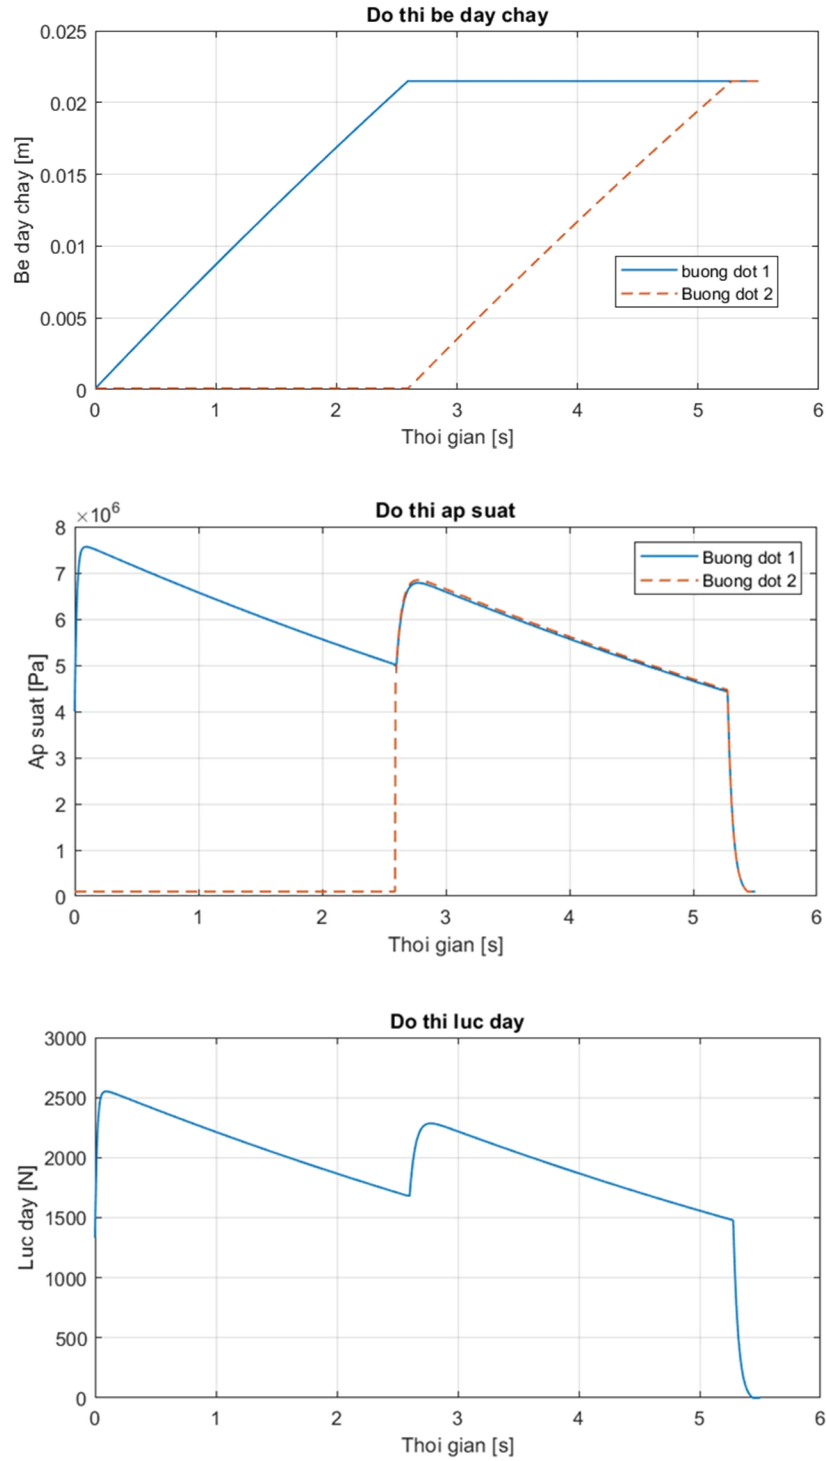 Do thi be day chay
0.025
0.02
0.015
0.01
0.005
0
Be day chay [m]
buong dot 1
Buong dot 2
0 1 2 3 4 5 6
Thoi gian [s]
Do thi ap suat
×10⁶
8
7
6
5
4
3
2
1
0
Ap suat [Pa]
Buong dot 1
Buong dot 2
0 1 2 3 4 5 6
Thoi gian [s]
Do thi luc day
3000
2500
2000
1500
1000
500
0
Luc day [N]
0 1 2 3 4 5 6
Thoi gian [s]